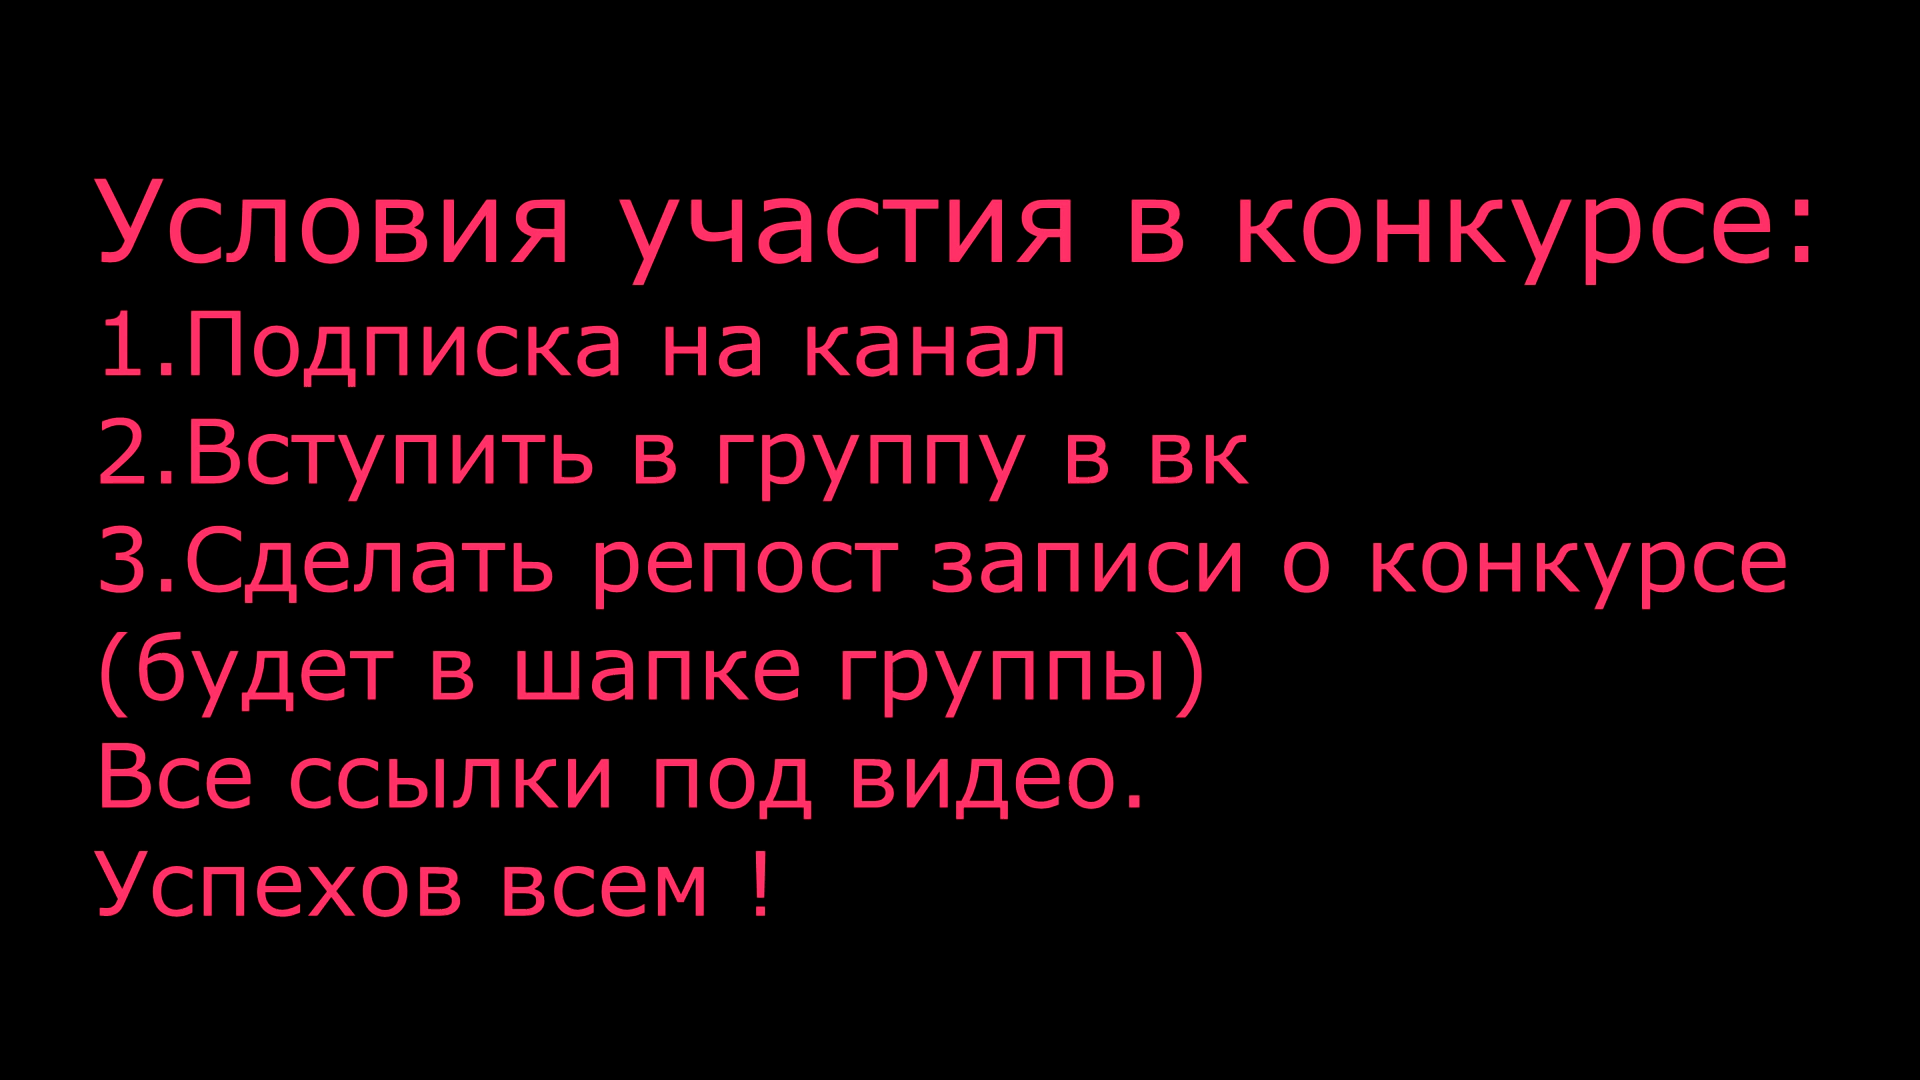 Условия участия в конкурсе:
1.Подписка на канал
2.Вступить в группу в вк
3.Сделать репост записи о конкурсе
(будет в шапке группы)
Все ссылки под видео.
Успехов всем !